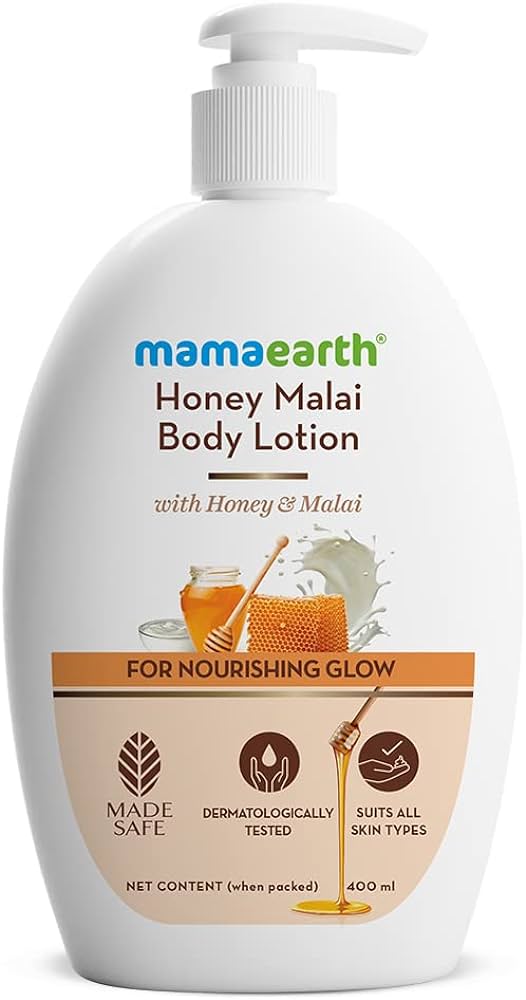 mamaearth®
Honey Malai
Body Lotion
with Honey & Malai
FOR NOURISHING GLOW
MADE
SAFE
DERMATOLOGICALLY
TESTED
SUITS ALL
SKIN TYPES
NET CONTENT (when packed) 400 ml